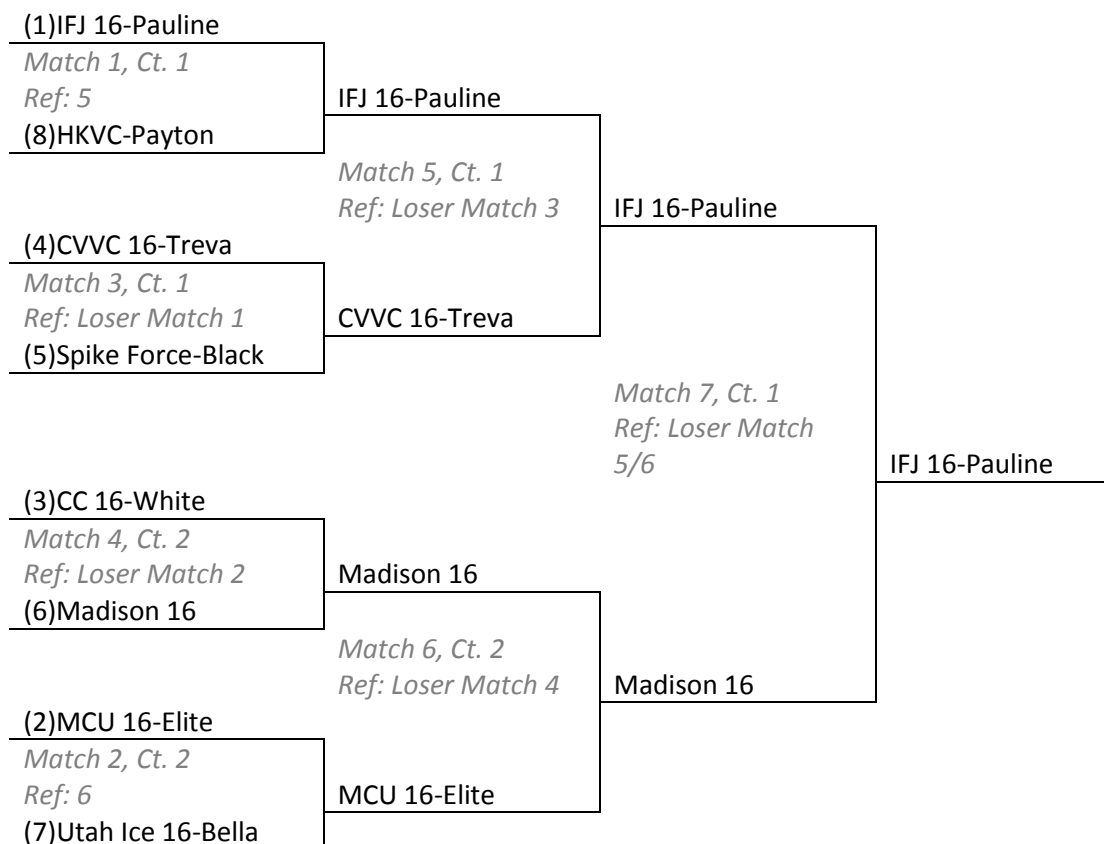 (1)IFJ 16-Pauline
Match 1, Ct. 1
Ref: 5
IFJ 16-Pauline
(8)HKVC-Payton
Match 5, Ct. 1
Ref: Loser Match 3
IFJ 16-Pauline
(4)CVVC 16-Treva
Match 3, Ct. 1
Ref: Loser Match 1
CVVC 16-Treva
(5)Spike Force-Black
Match 7, Ct. 1
Ref: Loser Match
5/6
IFJ 16-Pauline
(3)CC 16-White
Match 4, Ct. 2
Ref: Loser Match 2
Madison 16
(6)Madison 16
Match 6, Ct. 2
Ref: Loser Match 4
Madison 16
(2)MCU 16-Elite
Match 2, Ct. 2
Ref: 6
MCU 16-Elite
(7)Utah Ice 16-Bella